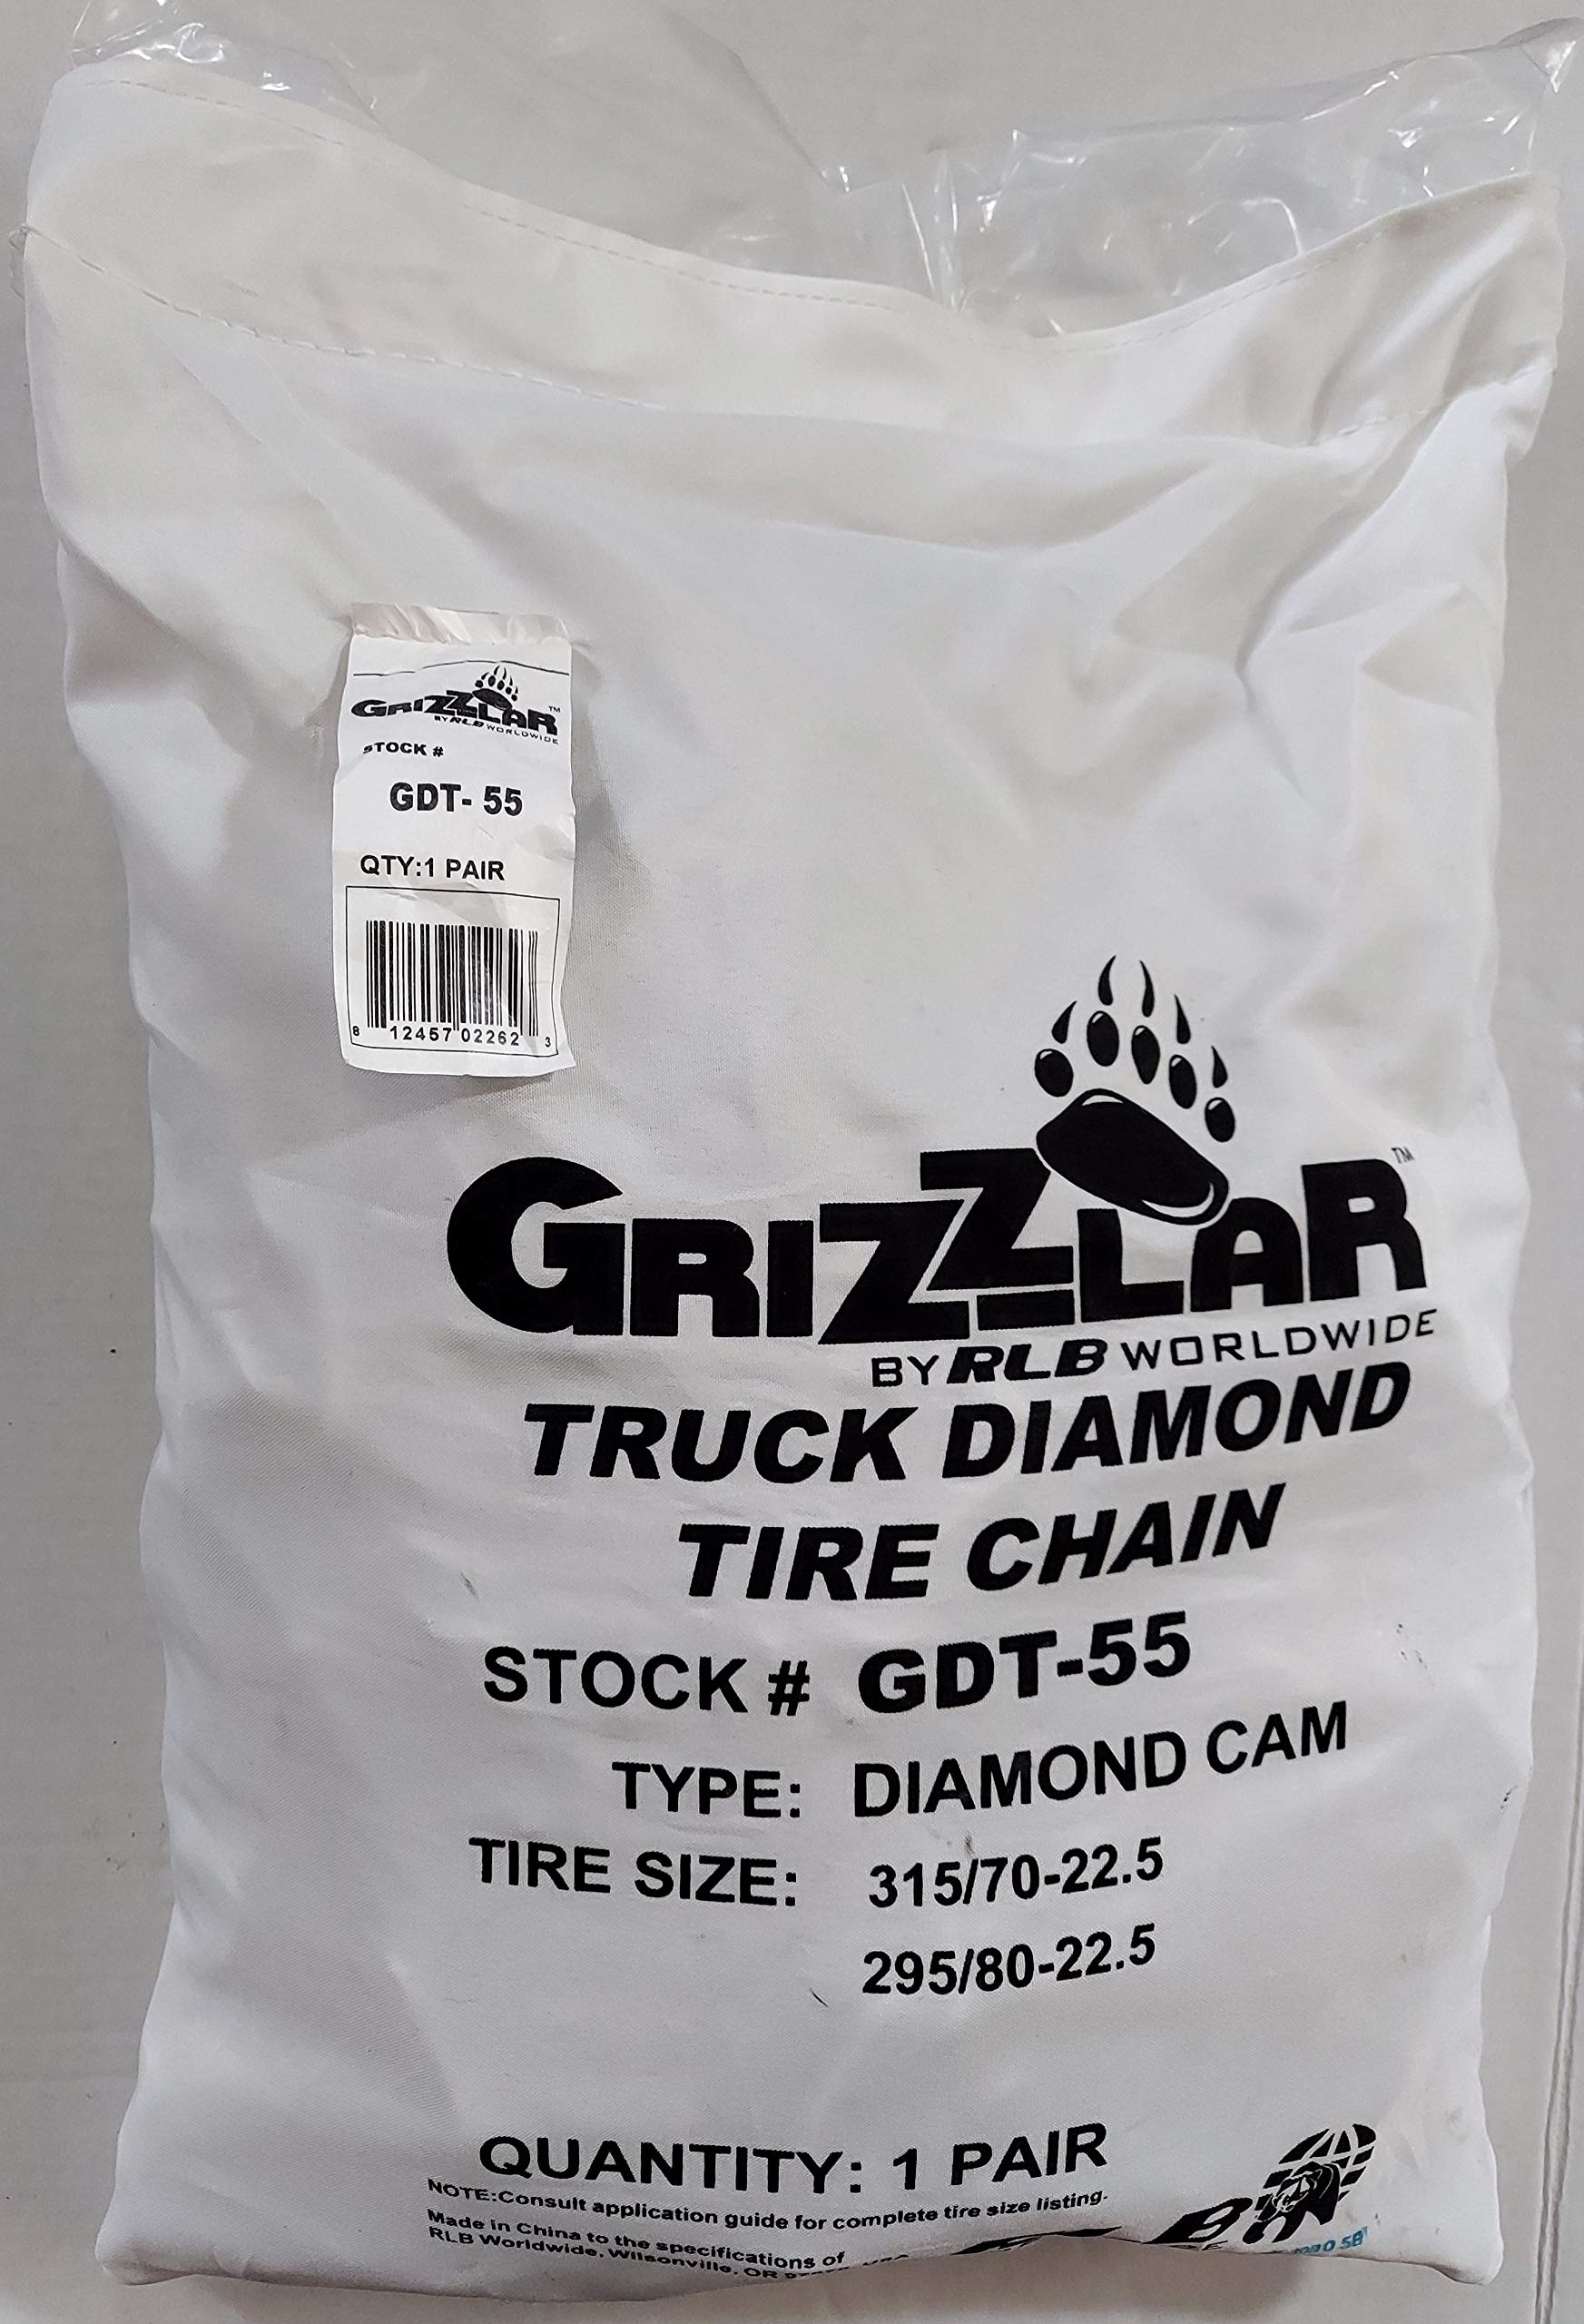 GRIZZLAR™
BY RLB WORLDWIDE
STOCK #
GDT- 55
QTY:1 PAIR
8 12457 02262 3
GRIZZLAR™
BY RLB WORLDWIDE
TRUCK DIAMOND
TIRE CHAIN
STOCK # GDT-55
TYPE: DIAMOND CAM
TIRE SIZE: 315/70-22.5
295/80-22.5
QUANTITY: 1 PAIR
NOTE:Consult application guide for complete tire size listing.
Made in China to the specifications of
RLB Worldwide, Wilsonville, OR